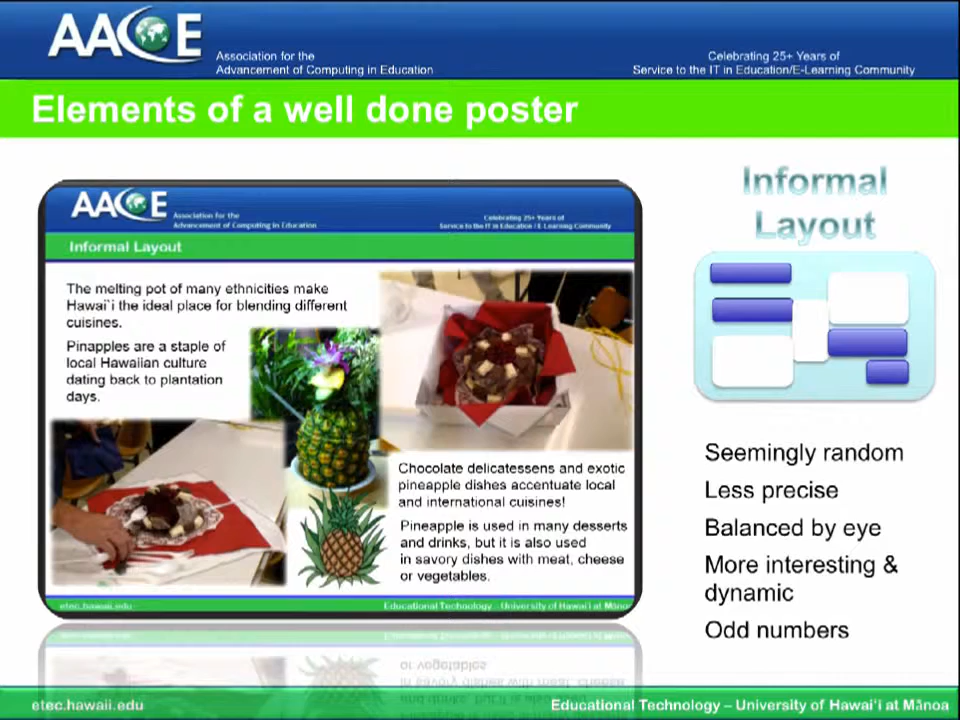 AACE
Association for the
Advancement of Computing in Education
Celebrating 25+ Years of
Service to the IT in Education/E-Learning Community
Elements of a well done poster
AACE
Association for the
Advancement of Computing in Education
Celebrating 25+ Years of
Service to the IT in Education / E-Learning Community
Informal Layout
The melting pot of many ethnicities make
Hawai`i the ideal place for blending different
cuisines.
Pinapples are a staple of
local Hawaiian culture
dating back to plantation
days.
Chocolate delicatessens and exotic
pineapple dishes accentuate local
and international cuisines!
Pineapple is used in many desserts
and drinks, but it is also used
in savory dishes with meat, cheese
or vegetables.
etec.hawaii.edu
Educational Technology - University of Hawai'i at Mānoa
Informal
Layout
Seemingly random
Less precise
Balanced by eye
More interesting &
dynamic
Odd numbers
etec.hawaii.edu
Educational Technology – University of Hawai‘i at Mānoa